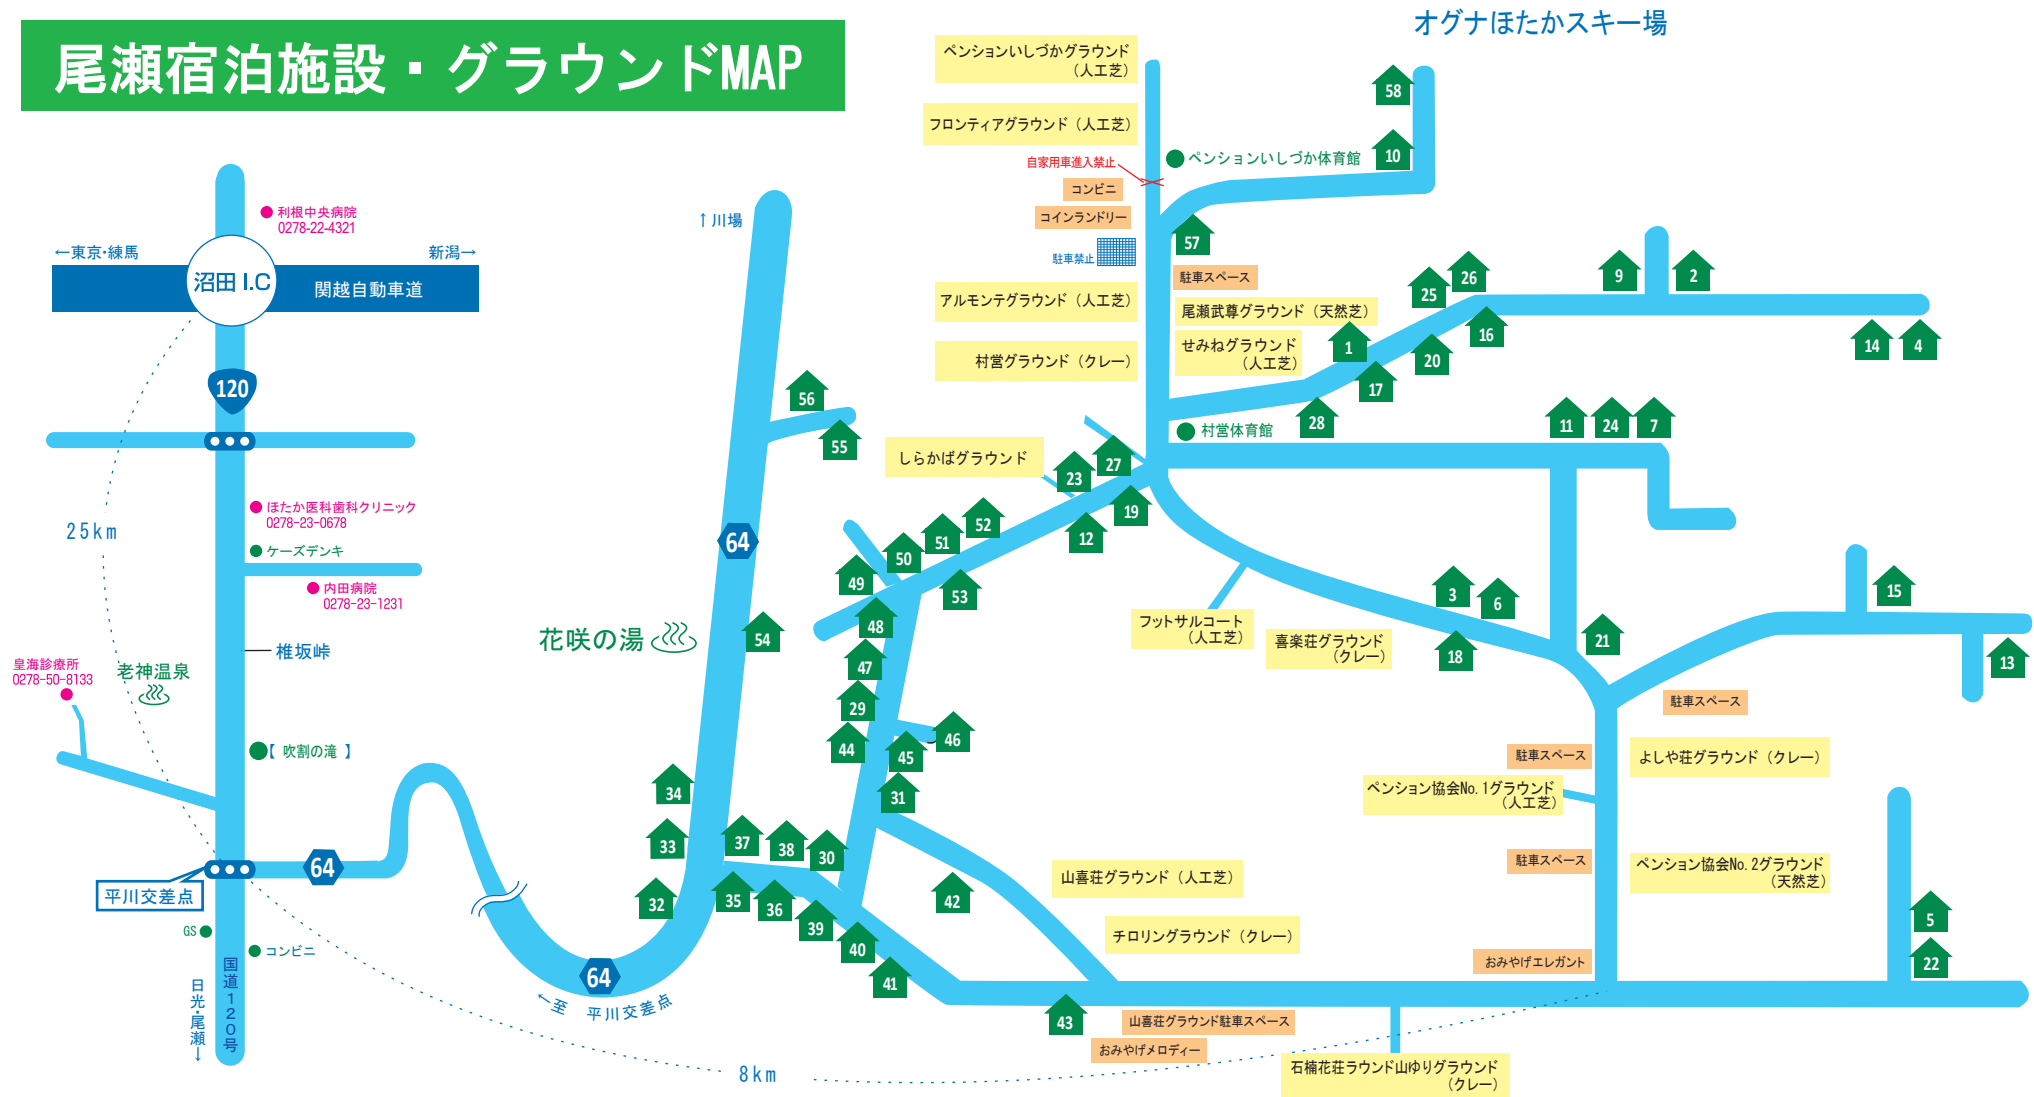 尾瀬宿泊施設・グラウンドMAP
オグナほたかスキー場
利根中央病院
0278-22-4321
←東京・練馬
新潟→
沼田 I.C
関越自動車道
120
25km
ほたか医科歯科クリニック
0278-23-0678
ケーズデンキ
内田病院
0278-23-1231
椎坂峠
皇海診療所
0278-50-8133
老神温泉
【 吹割の滝 】
64
平川交差点
GS
コンビニ
国道120号
日光・尾瀬→
↑川場
56
55
64
花咲の湯
54
34
33
32
64
←至 平川交差点
8km
ペンションいしづかグラウンド
（人工芝）
フロンティアグラウンド（人工芝）
自家用車進入禁止
コンビニ
コインランドリー
駐車禁止
アルモンテグラウンド（人工芝）
村営グラウンド（クレー）
ペンションいしづか体育館
58
10
57
駐車スペース
尾瀬武尊グラウンド（天然芝）
せみねグラウンド
（人工芝）
1
25
26
16
20
17
28
9
2
14
4
村営体育館
11
24
7
しらかばグラウンド
23
27
19
12
52
51
50
49
53
48
47
29
44
45
46
31
フットサルコート
（人工芝）
喜楽荘グラウンド
（クレー）
3
6
18
21
15
13
駐車スペース
駐車スペース
よしや荘グラウンド（クレー）
ペンション協会No.1グラウンド
（人工芝）
駐車スペース
ペンション協会No.2グラウンド
（天然芝）
37
38
30
35
36
39
40
41
42
43
山喜荘グラウンド（人工芝）
チロリングラウンド（クレー）
おみやげエレガント
5
22
山喜荘グラウンド駐車スペース
おみやげメロディー
石楠花荘ラウンド山ゆりグラウンド
（クレー）